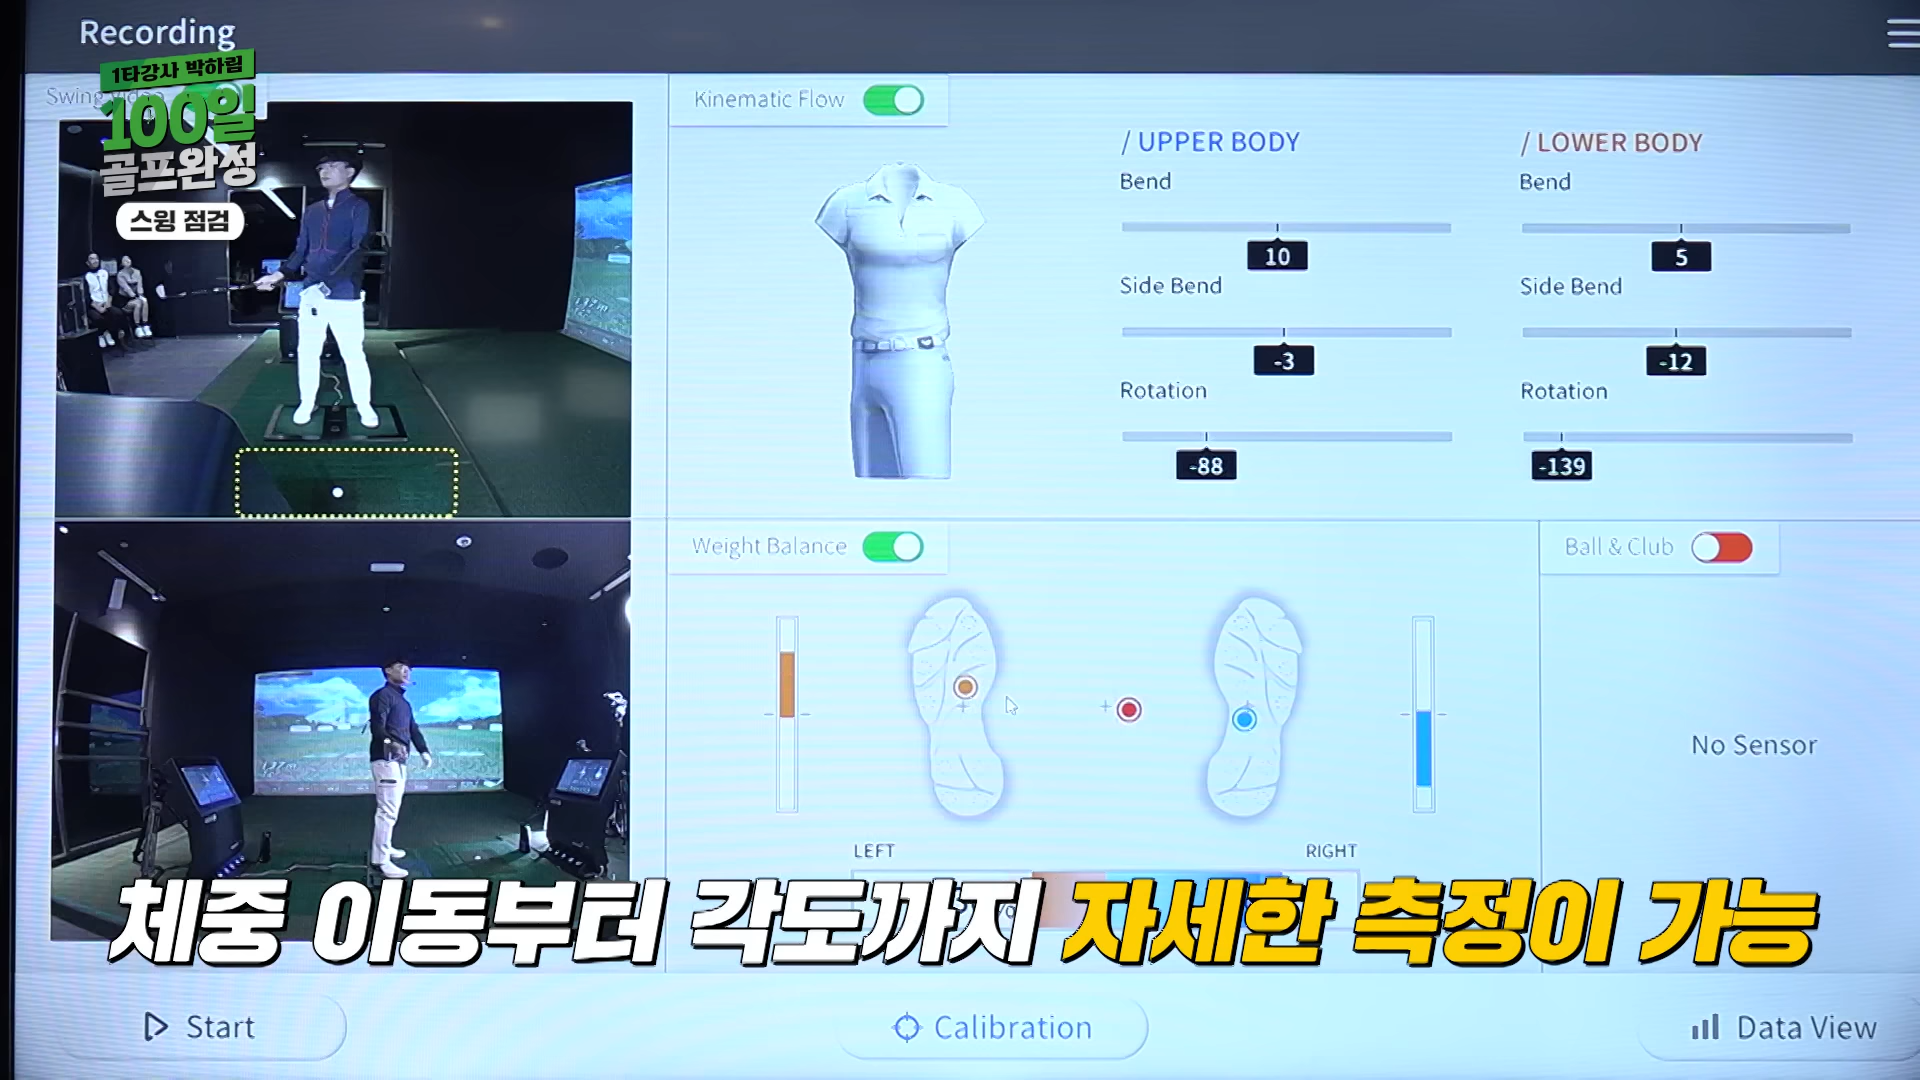 Recording
1타강사 박하림
100일
골프완성
스윙 점검
Swing Video
Kinematic Flow
/ UPPER BODY
Bend
10
Side Bend
-3
Rotation
-88
/ LOWER BODY
Bend
5
Side Bend
-12
Rotation
-139
Weight Balance
LEFT
RIGHT
Ball & Club
No Sensor
체중 이동부터 각도까지 자세한 측정이 가능
Start
Calibration
Data View